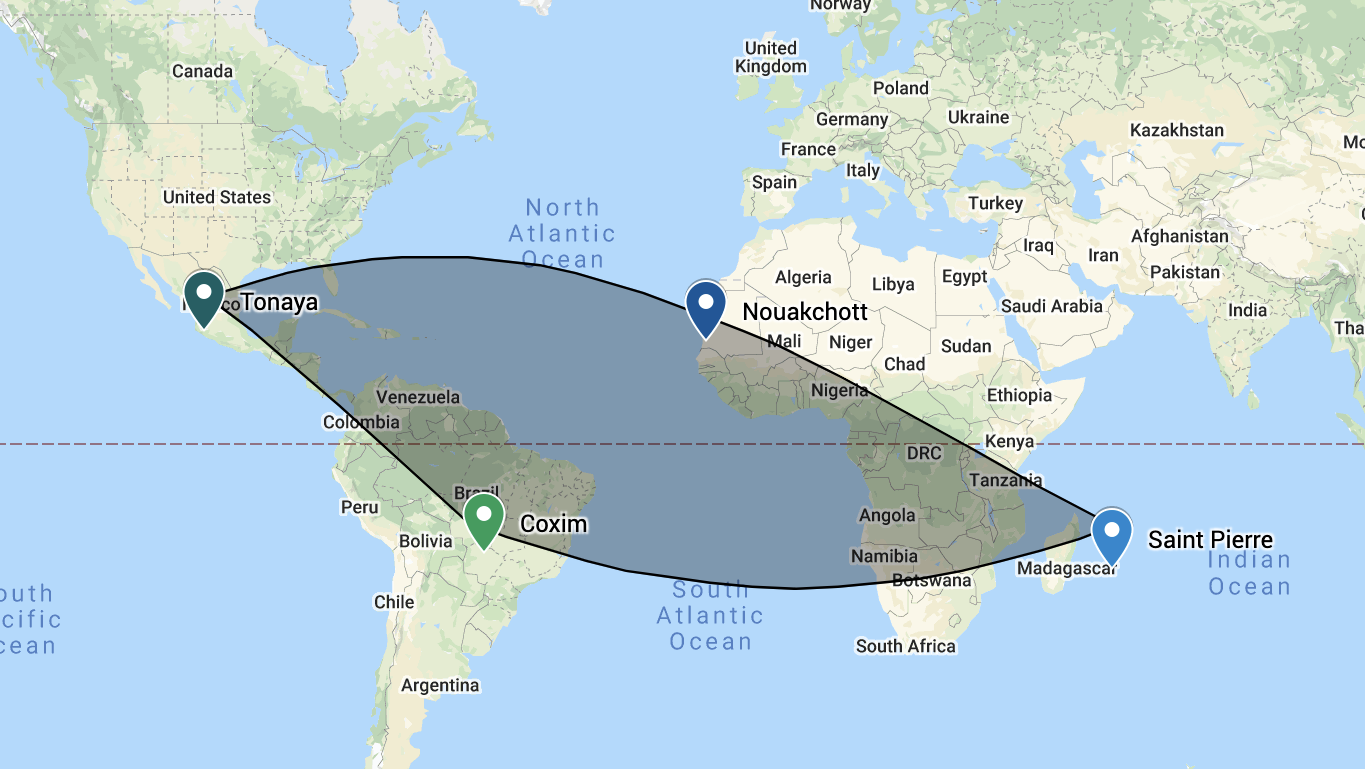 Norway
United
Kingdom
Canada
Poland
Germany
Ukraine
Kazakhstan
France
Italy
Spain
United States
Turkey
North
Atlantic
Ocean
Afghanistan
Iraq
Iran
Pakistan
Algeria
Libya
Egypt
Saudi Arabia
India
Tonaya
Nouakchott
Mali
Niger
Chad
Sudan
Nigeria
Ethiopia
Venezuela
Colombia
Kenya
DRC
Tanzania
Brazil
Peru
Angola
Coxim
Bolivia
Saint Pierre
Namibia
Botswana
Madagascar
Indian
Ocean
South
Atlantic
Ocean
Chile
South Africa
Argentina
outh
cific
cean